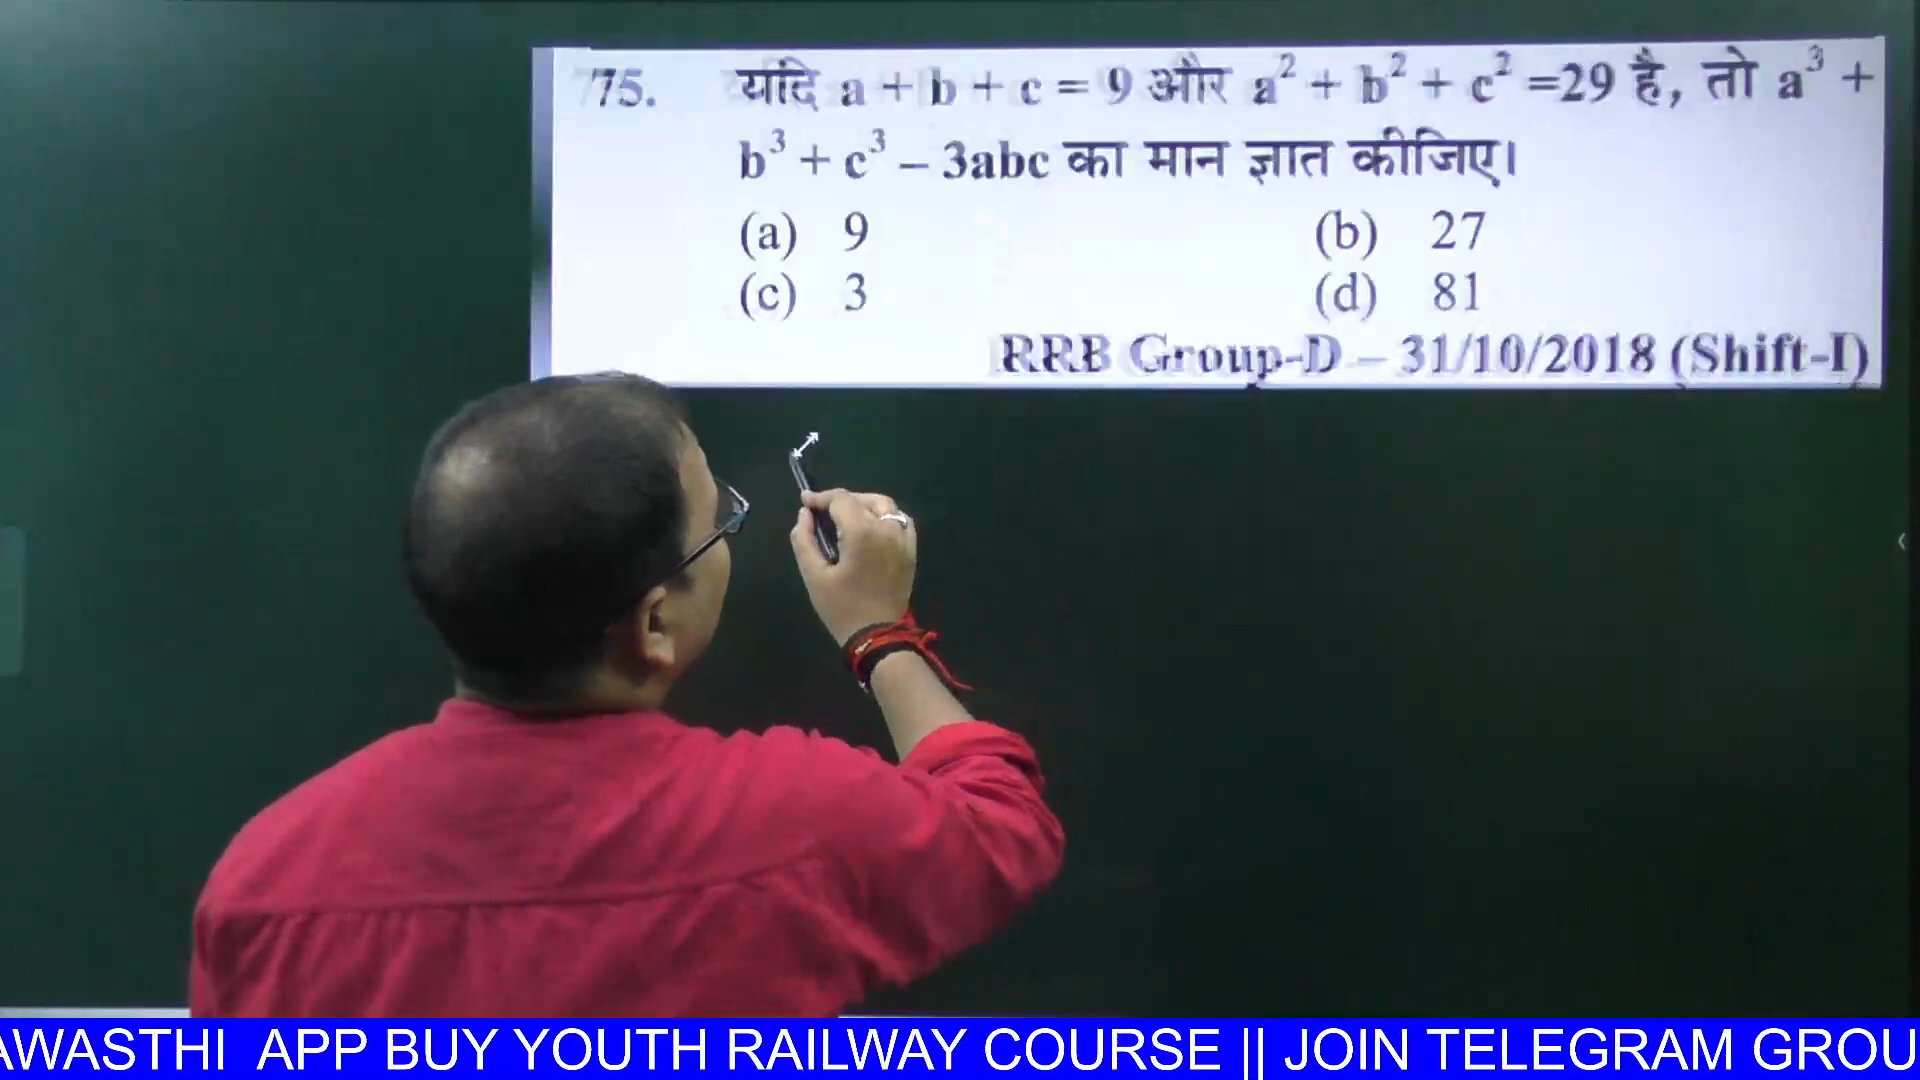 75. यदि a + b + c = 9 और a² + b² + c² =29 है, तो a³ +
b³ + c³ – 3abc का मान ज्ञात कीजिए।
(a) 9 (b) 27
(c) 3 (d) 81
RRB Group-D – 31/10/2018 (Shift-I)
AWASTHI APP BUY YOUTH RAILWAY COURSE || JOIN TELEGRAM GROU